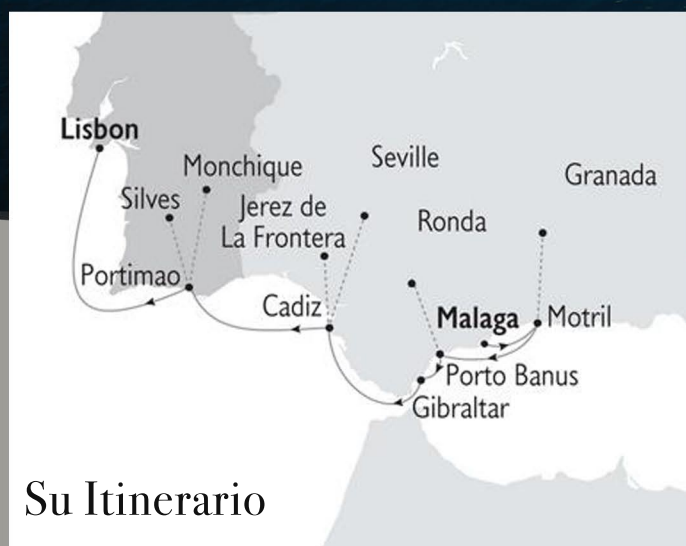 Lisbon
Monchique
Silves
Jerez de
La Frontera
Seville
Granada
Ronda
Portimao
Cadiz
Malaga
Motril
Porto Banus
Gibraltar
Su Itinerario